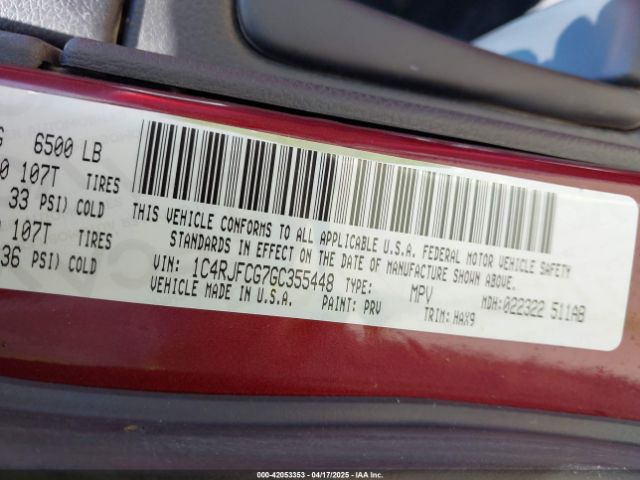 G 6500 LB
0 107T TIRES
33 PSI) COLD
107T TIRES
36 PSI) COLD
THIS VEHICLE CONFORMS TO ALL APPLICABLE U.S.A. FEDERAL MOTOR VEHICLE SAFETY
STANDARDS IN EFFECT ON THE DATE OF MANUFACTURE SHOWN ABOVE.
VIN: 1C4RJFCG7GC355448 TYPE: MPV MDH:022322 511AB
VEHICLE MADE IN U.S.A. PAINT: PRV TRIM:HAX9
000-42053353 - 04/17/2025 - IAA Inc.